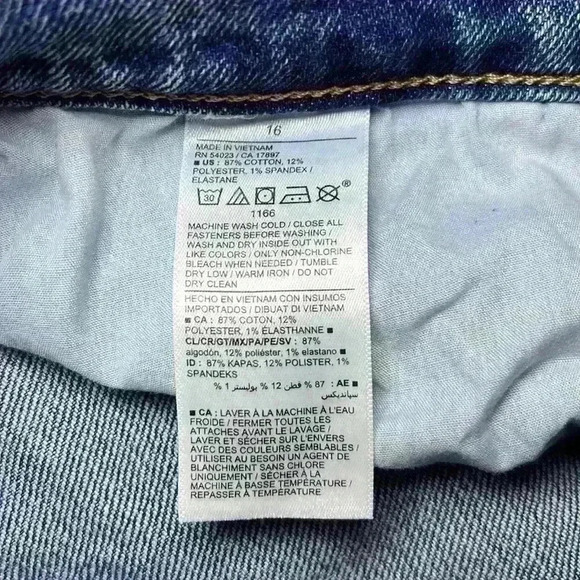 16
MADE IN VIETNAM
RN 54023 / CA 17897
■ US : 87% COTTON, 12%
POLYESTER, 1% SPANDEX /
ELASTANE
30 ®
1166
MACHINE WASH COLD / CLOSE ALL
FASTENERS BEFORE WASHING /
WASH AND DRY INSIDE OUT WITH
LIKE COLORS / ONLY NON-CHLORINE
BLEACH WHEN NEEDED / TUMBLE
DRY LOW / WARM IRON / DO NOT
DRY CLEAN
HECHO EN VIETNAM CON INSUMOS
IMPORTADOS / DIBUAT DI VIETNAM
■ CA : 87% COTON, 12%
POLYESTER, 1% ÉLASTHANNE ■
CL/CR/GT/MX/PA/PE/SV : 87%
algodón, 12% poliéster, 1% elastano ■
ID : 87% KAPAS, 12% POLISTER, 1%
SPANDEKS
■ AE : 87 % قطن 12 % بوليستر 1 %
سپاندیکس
■ CA : LAVER À LA MACHINE À L'EAU
FROIDE / FERMER TOUTES LES
ATTACHES AVANT LE LAVAGE /
LAVER ET SÉCHER SUR L'ENVERS
AVEC DES COULEURS SEMBLABLES /
UTILISER AU BESOIN UN AGENT DE
BLANCHIMENT SANS CHLORE
UNIQUEMENT / SÉCHER À LA
MACHINE À BASSE TEMPÉRATURE /
REPASSER À TEMPÉRATURE